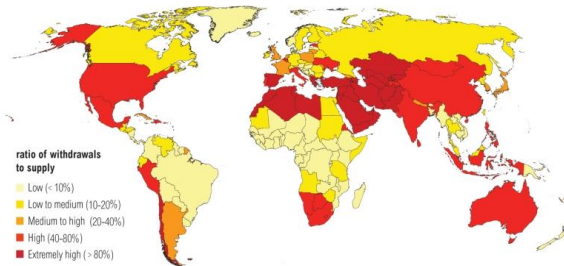 ratio of withdrawals
to supply
Low (< 10%)
Low to medium (10-20%)
Medium to high (20-40%)
High (40-80%)
Extremely high (> 80%)